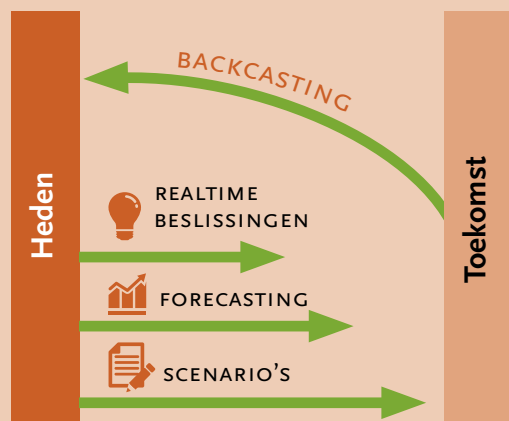 BACKCASTING
Heden
REALTIME
BESLISSINGEN
FORECASTING
SCENARIO'S
Toekomst